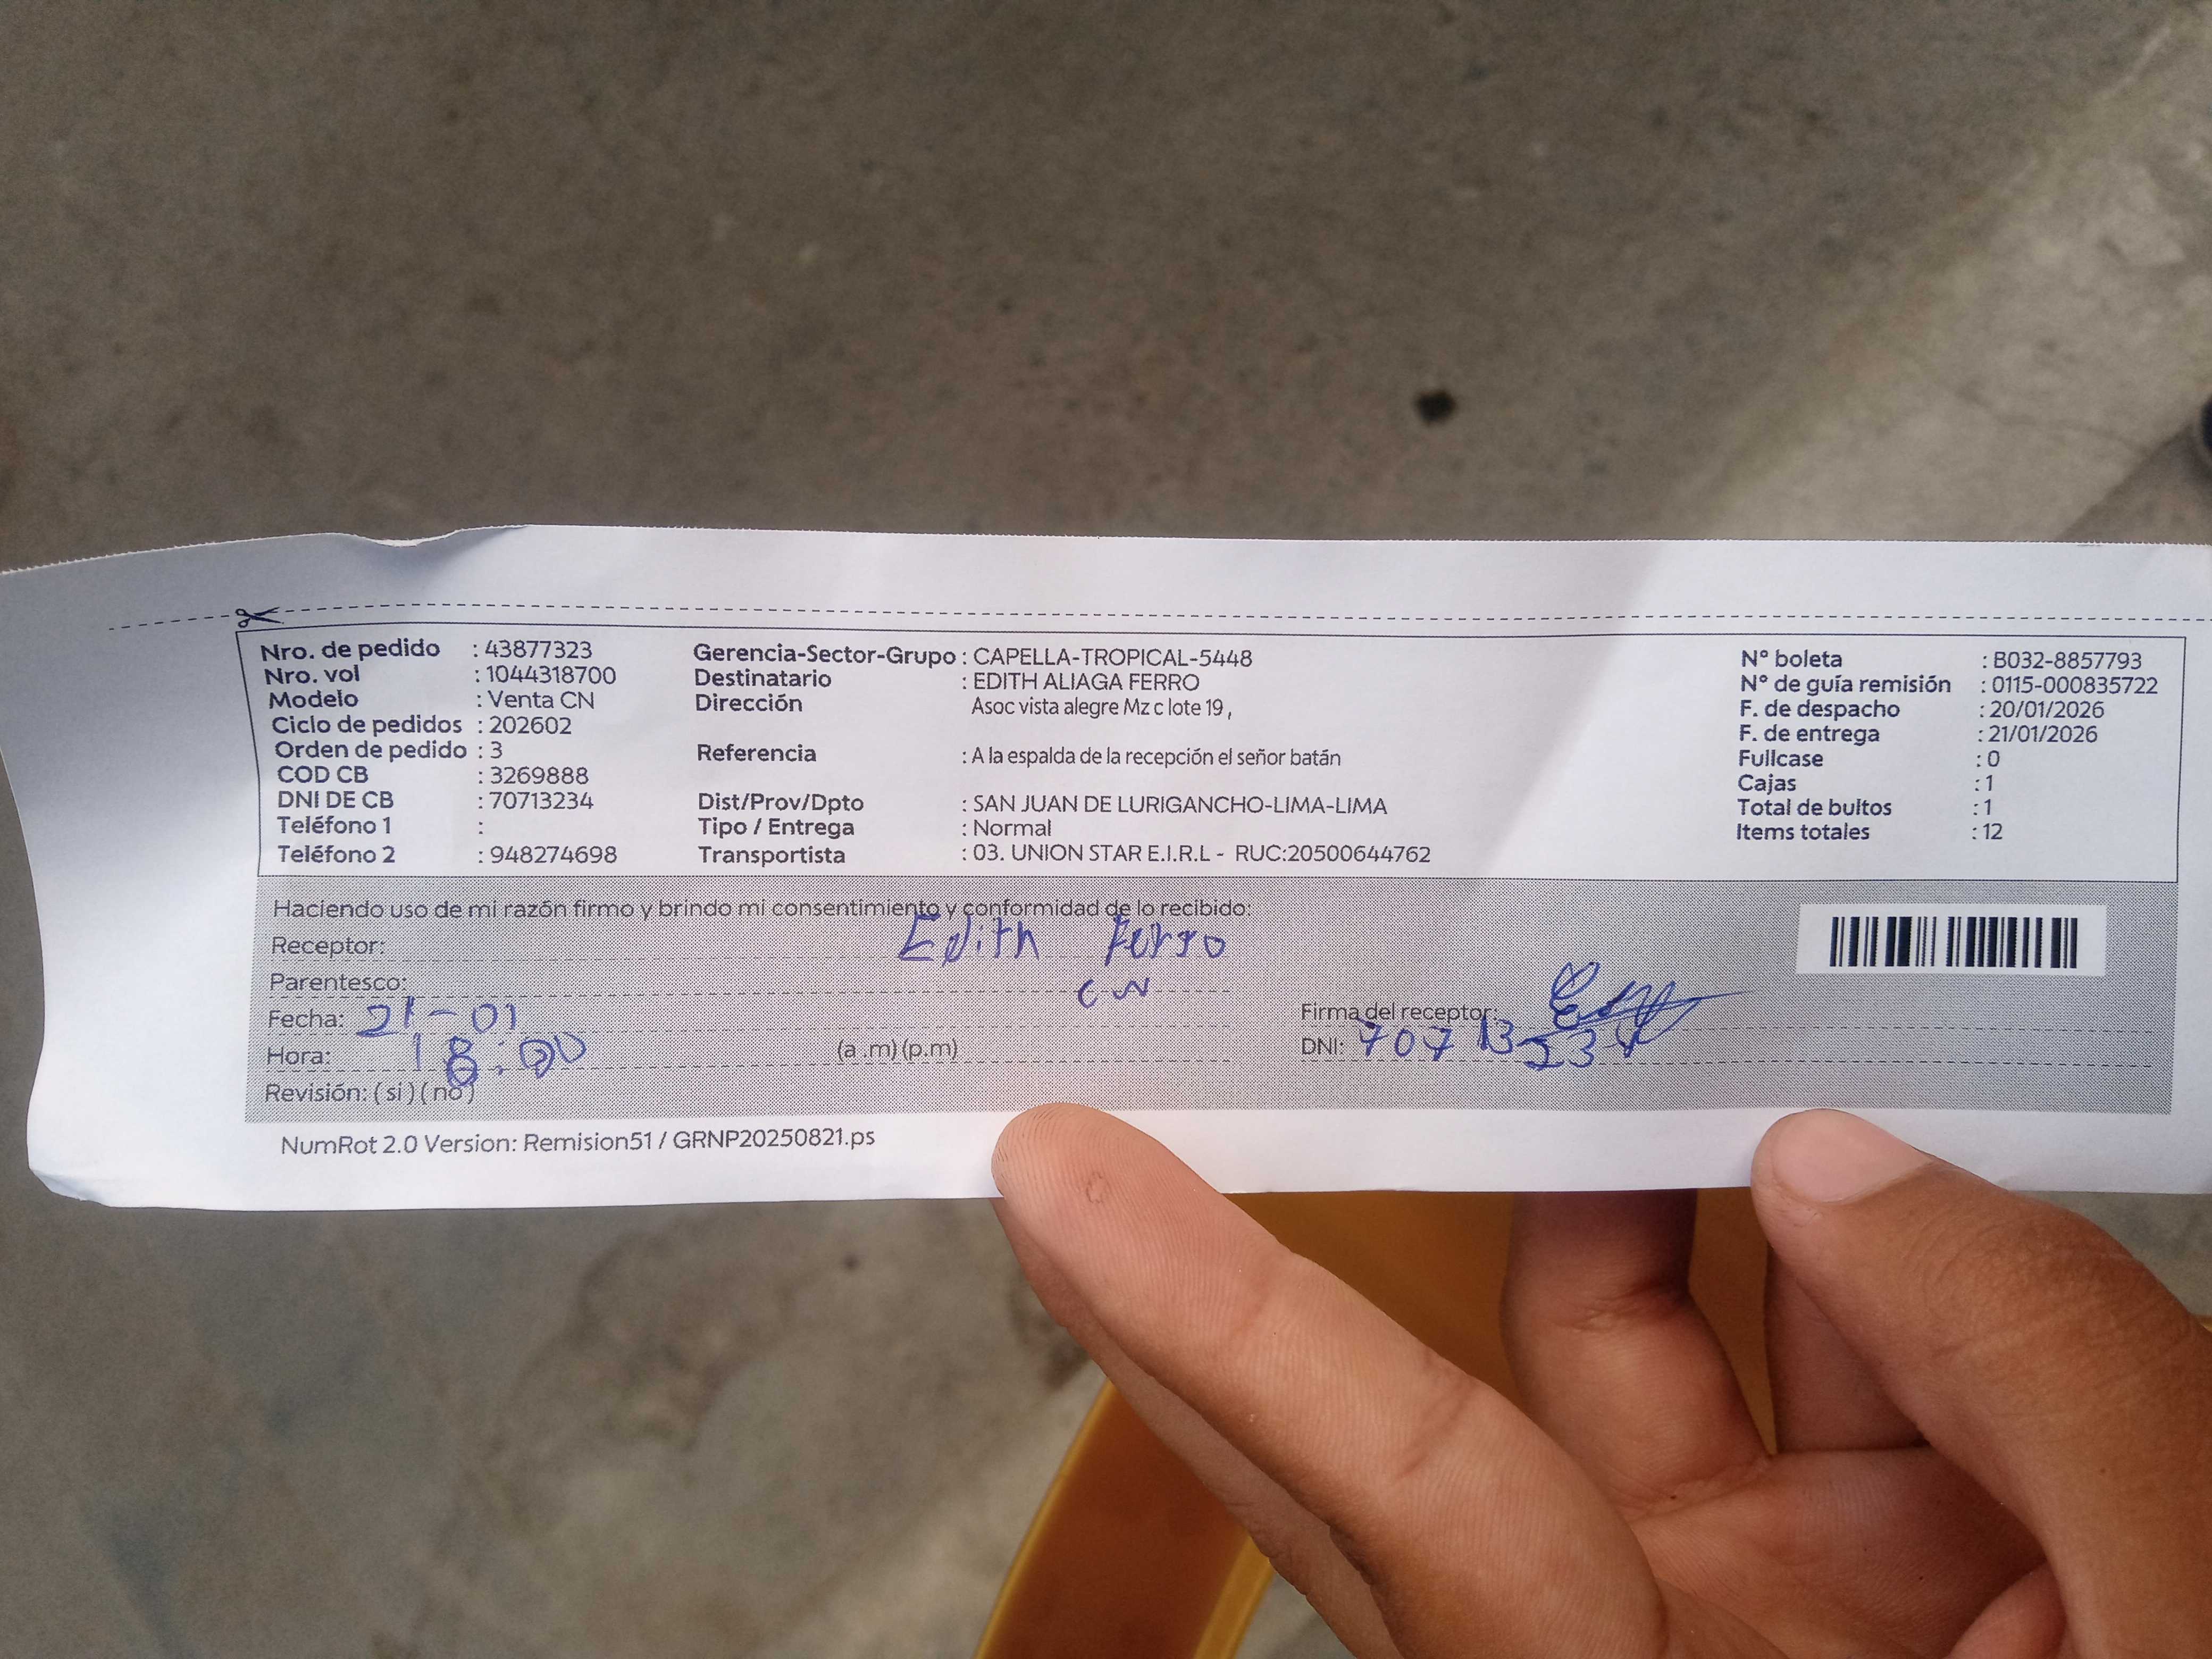 Nro. de pedido : 43877323
Nro. vol : 1044318700
Modelo : Venta CN
Ciclo de pedidos : 202602
Orden de pedido : 3
COD CB : 3269888
DNI DE CB : 70713234
Teléfono 1 :
Teléfono 2 : 948274698
Gerencia-Sector-Grupo : CAPELLA-TROPICAL-5448
Destinatario : EDITH ALIAGA FERRO
Dirección Asoc vista alegre Mz c lote 19 ,
Referencia : A la espalda de la recepción el señor batán
Dist/Prov/Dpto : SAN JUAN DE LURIGANCHO-LIMA-LIMA
Tipo / Entrega : Normal
Transportista : 03. UNION STAR E.I.R.L - RUC:20500644762
N° boleta : B032-8857793
N° de guía remisión : 0115-000835722
F. de despacho : 20/01/2026
F. de entrega : 21/01/2026
Fullcase : 0
Cajas : 1
Total de bultos : 1
Items totales : 12
Haciendo uso de mi razón firmo y brindo mi consentimiento y conformidad de lo recibido:
Receptor: Edith Ferro
Parentesco: CN
Fecha: 21-01
Hora: 18:00 (a .m) (p.m)
Revisión: ( si ) ( no )
Firma del receptor:
DNI: 70713234
NumRot 2.0 Version: Remision51 / GRNP20250821.ps